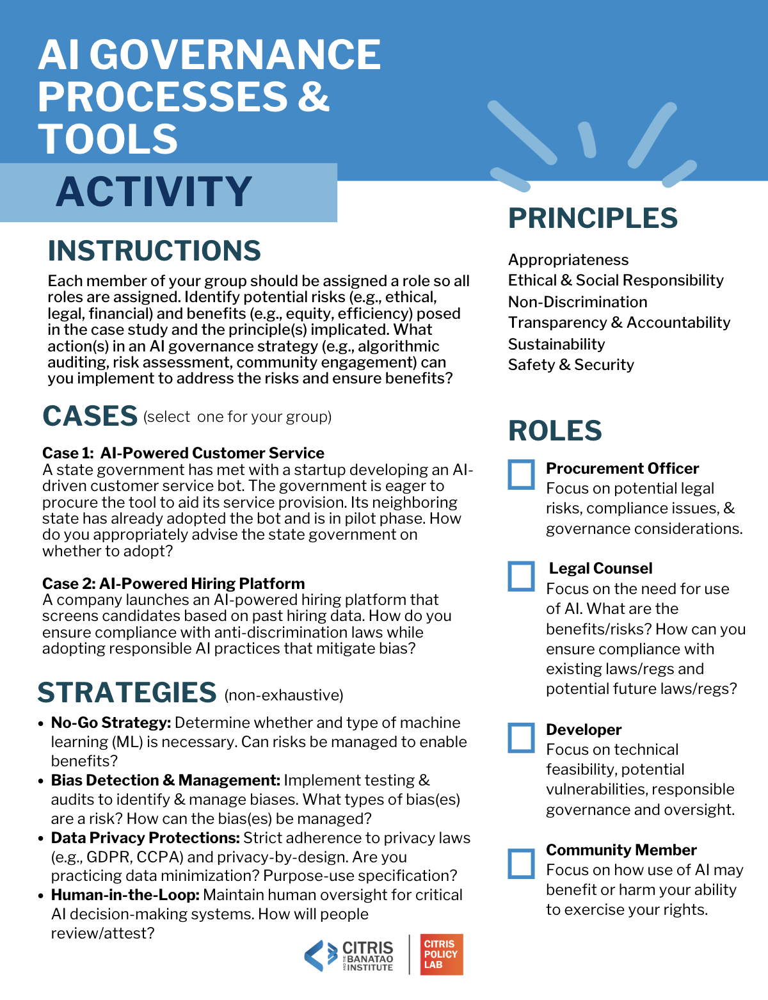 AI GOVERNANCE
PROCESSES &
TOOLS
ACTIVITY
INSTRUCTIONS
Each member of your group should be assigned a role so all
roles are assigned. Identify potential risks (e.g., ethical,
legal, financial) and benefits (e.g., equity, efficiency) posed
in the case study and the principle(s) implicated. What
action(s) in an AI governance strategy (e.g., algorithmic
auditing, risk assessment, community engagement) can
you implement to address the risks and ensure benefits?
CASES (select one for your group)
Case 1: AI-Powered Customer Service
A state government has met with a startup developing an AI-
driven customer service bot. The government is eager to
procure the tool to aid its service provision. Its neighboring
state has already adopted the bot and is in pilot phase. How
do you appropriately advise the state government on
whether to adopt?
Case 2: AI-Powered Hiring Platform
A company launches an AI-powered hiring platform that
screens candidates based on past hiring data. How do you
ensure compliance with anti-discrimination laws while
adopting responsible AI practices that mitigate bias?
STRATEGIES (non-exhaustive)
• No-Go Strategy: Determine whether and type of machine
learning (ML) is necessary. Can risks be managed to enable
benefits?
• Bias Detection & Management: Implement testing &
audits to identify & manage biases. What types of bias(es)
are a risk? How can the bias(es) be managed?
• Data Privacy Protections: Strict adherence to privacy laws
(e.g., GDPR, CCPA) and privacy-by-design. Are you
practicing data minimization? Purpose-use specification?
• Human-in-the-Loop: Maintain human oversight for critical
AI decision-making systems. How will people
review/attest?
PRINCIPLES
Appropriateness
Ethical & Social Responsibility
Non-Discrimination
Transparency & Accountability
Sustainability
Safety & Security
ROLES
Procurement Officer
Focus on potential legal
risks, compliance issues, &
governance considerations.
Legal Counsel
Focus on the need for use
of AI. What are the
benefits/risks? How can you
ensure compliance with
existing laws/regs and
potential future laws/regs?
Developer
Focus on technical
feasibility, potential
vulnerabilities, responsible
governance and oversight.
Community Member
Focus on how use of AI may
benefit or harm your ability
to exercise your rights.
CITRIS
AND THE
BANATAO
INSTITUTE
CITRIS
POLICY
LAB